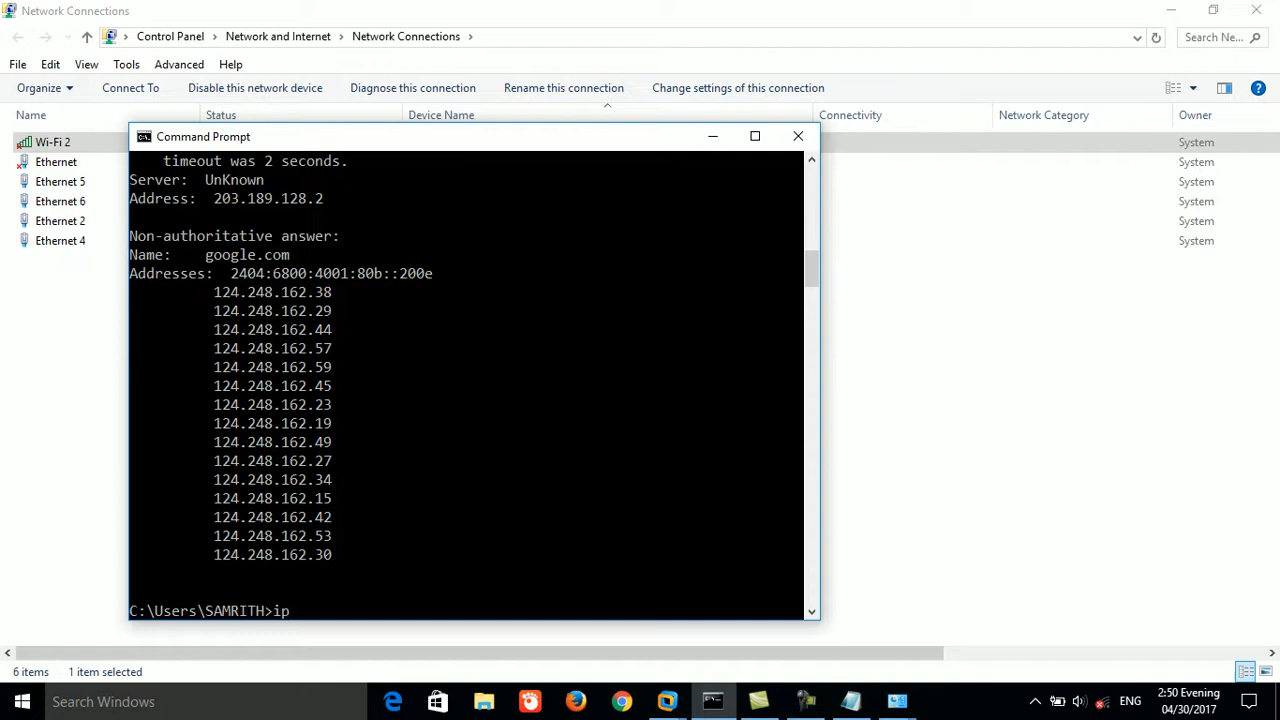 Network Connections
Control Panel
Network and Internet
Network Connections
Search Ne...
File
Edit
View
Tools
Advanced
Help
Organize
Connect To
Disable this network device
Diagnose this connection
Rename this connection
Change settings of this connection
Name
Status
Device Name
Connectivity
Network Category
Owner
Wi-Fi 2
System
Ethernet
System
Ethernet 5
System
Ethernet 6
System
Ethernet 2
System
Ethernet 4
System
Command Prompt
timeout was 2 seconds.
Server:  UnKnown
Address:  203.189.128.2
Non-authoritative answer:
Name:    google.com
Addresses:  2404:6800:4001:80b::200e
124.248.162.38
124.248.162.29
124.248.162.44
124.248.162.57
124.248.162.59
124.248.162.45
124.248.162.23
124.248.162.19
124.248.162.49
124.248.162.27
124.248.162.34
124.248.162.15
124.248.162.42
124.248.162.53
124.248.162.30
C:\Users\SAMRITH>ip
6 items
1 item selected
Search Windows
ENG
2:50 Evening
04/30/2017